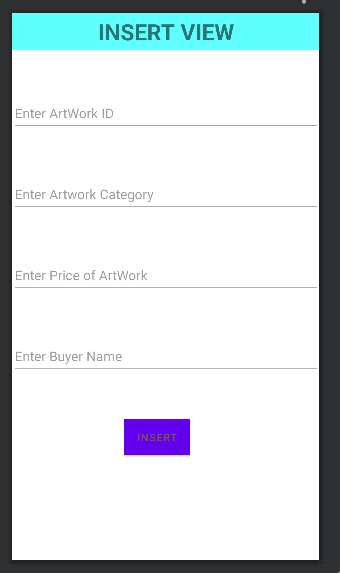 INSERT VIEW
Enter ArtWork ID
Enter Artwork Category
Enter Price of ArtWork
Enter Buyer Name
INSERT